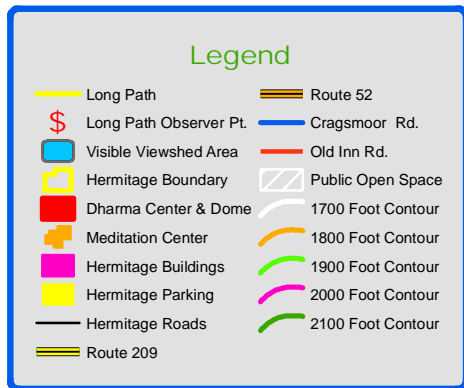 Legend
Long Path
$ Long Path Observer Pt.
Visible Viewshed Area
Hermitage Boundary
Dharma Center & Dome
Meditation Center
Hermitage Buildings
Hermitage Parking
Hermitage Roads
Route 209
Route 52
Cragsmoor Rd.
Old Inn Rd.
Public Open Space
1700 Foot Contour
1800 Foot Contour
1900 Foot Contour
2000 Foot Contour
2100 Foot Contour